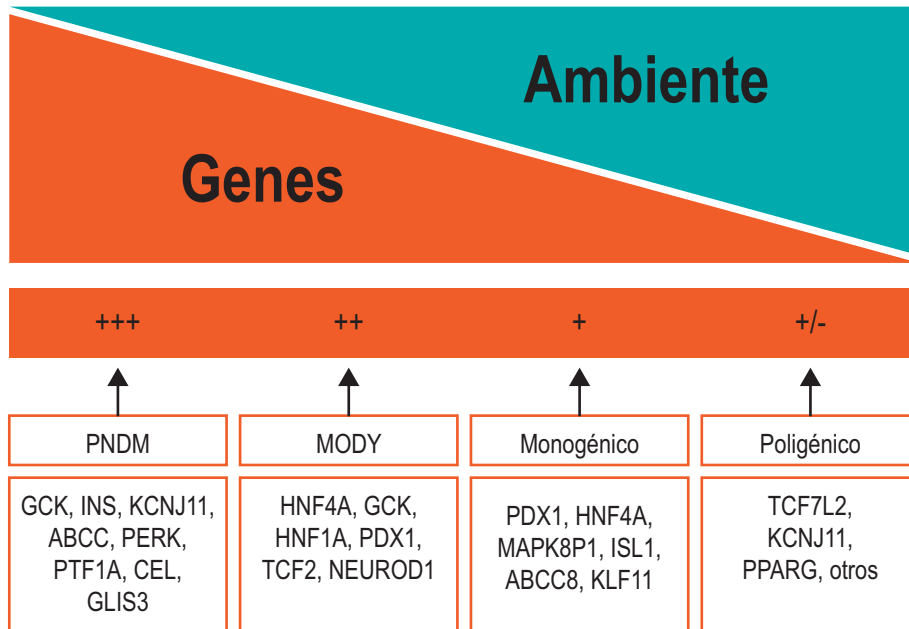 Ambiente
Genes
+++
++
+
+/-
PNDM
MODY
Monogénico
Poligénico
GCK, INS, KCNJ11,
ABCC, PERK,
PTF1A, CEL,
GLIS3
HNF4A, GCK,
HNF1A, PDX1,
TCF2, NEUROD1
PDX1, HNF4A,
MAPK8P1, ISL1,
ABCC8, KLF11
TCF7L2,
KCNJ11,
PPARG, otros